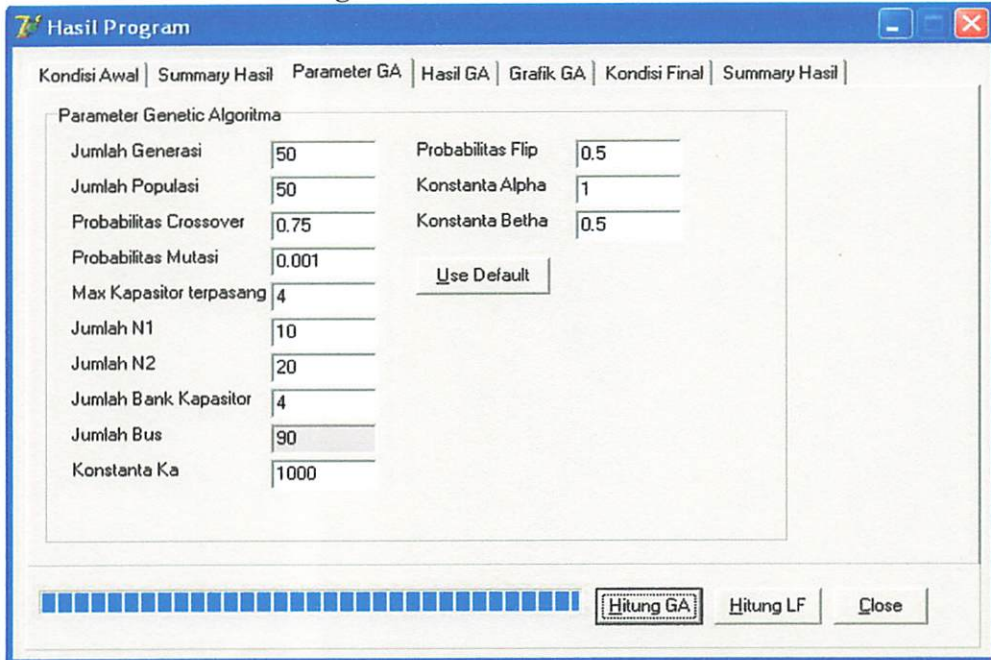 Hasil Program
Kondisi Awal Summary Hasil Parameter GA Hasil GA Grafik GA Kondisi Final Summary Hasil
Parameter Genetic Algoritma
Jumlah Generasi 50
Jumlah Populasi 50
Probabilitas Crossover 0.75
Probabilitas Mutasi 0.001
Max Kapasitor terpasang 4
Jumlah N1 10
Jumlah N2 20
Jumlah Bank Kapasitor 4
Jumlah Bus 90
Konstanta Ka 1000
Probabilitas Flip 0.5
Konstanta Alpha 1
Konstanta Betha 0.5
Use Default
Hitung GA Hitung LF Close